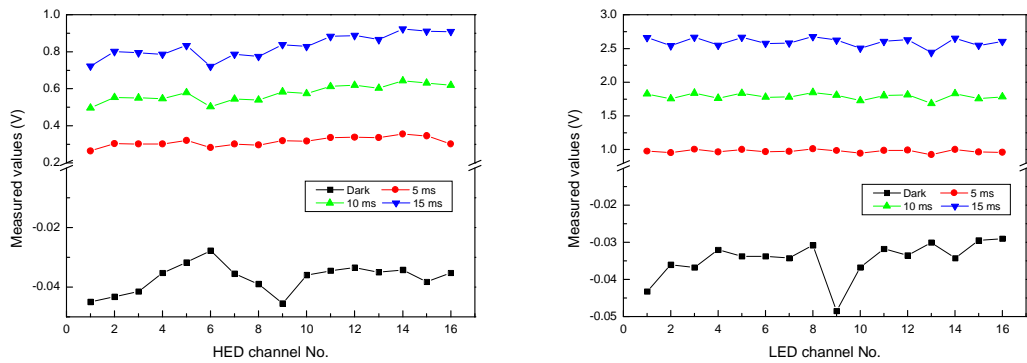 1.0
0.8
0.6
0.4
0.2
-0.02
-0.04
Measured values (V)
Dark
5 ms
10 ms
15 ms
0 2 4 6 8 10 12 14 16
HED channel No.
3.0
2.5
2.0
1.5
1.0
-0.03
-0.04
-0.05
Measured values (V)
Dark
5 ms
10 ms
15 ms
0 2 4 6 8 10 12 14 16
LED channel No.